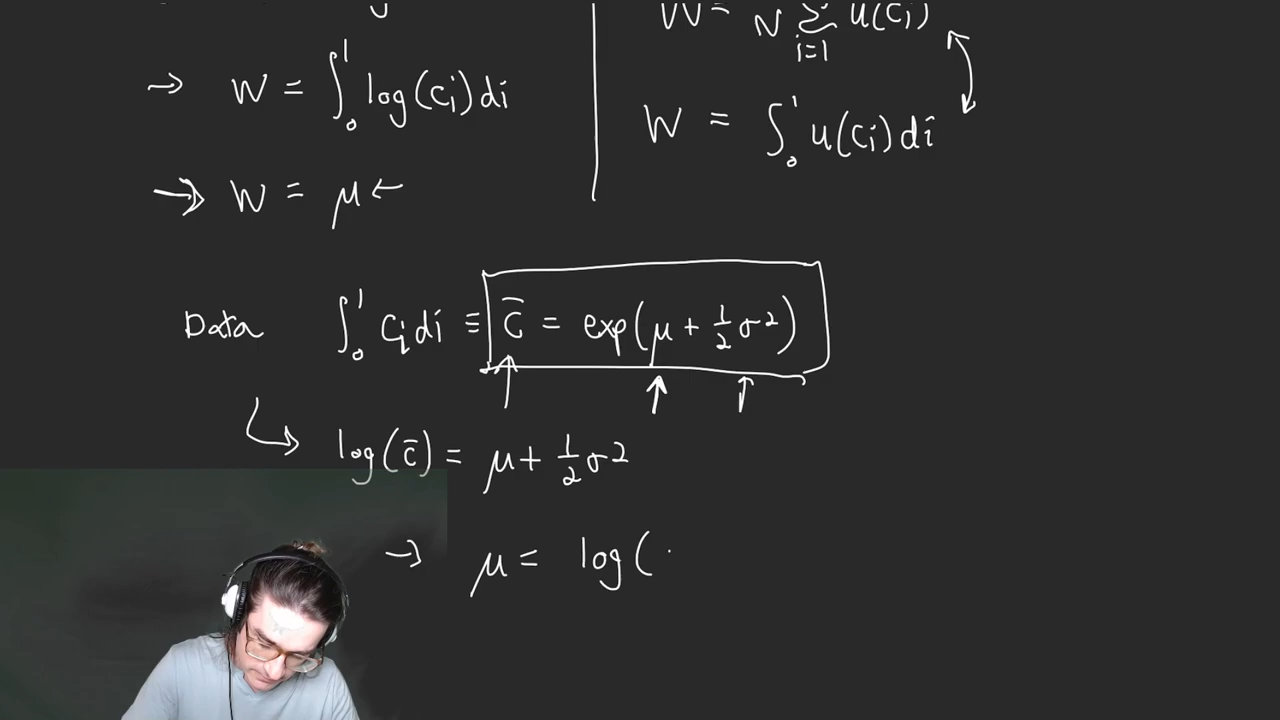 → W = ∫₀¹ log(cᵢ) di
→ W = μ ←
W = N Σ i=1 u(cᵢ)
W = ∫₀¹ u(cᵢ) di
Data ∫₀¹ cᵢ di ≡ c̄ = exp(μ + ½σ²)
↳ log(c̄) = μ + ½σ²
→ μ = log(